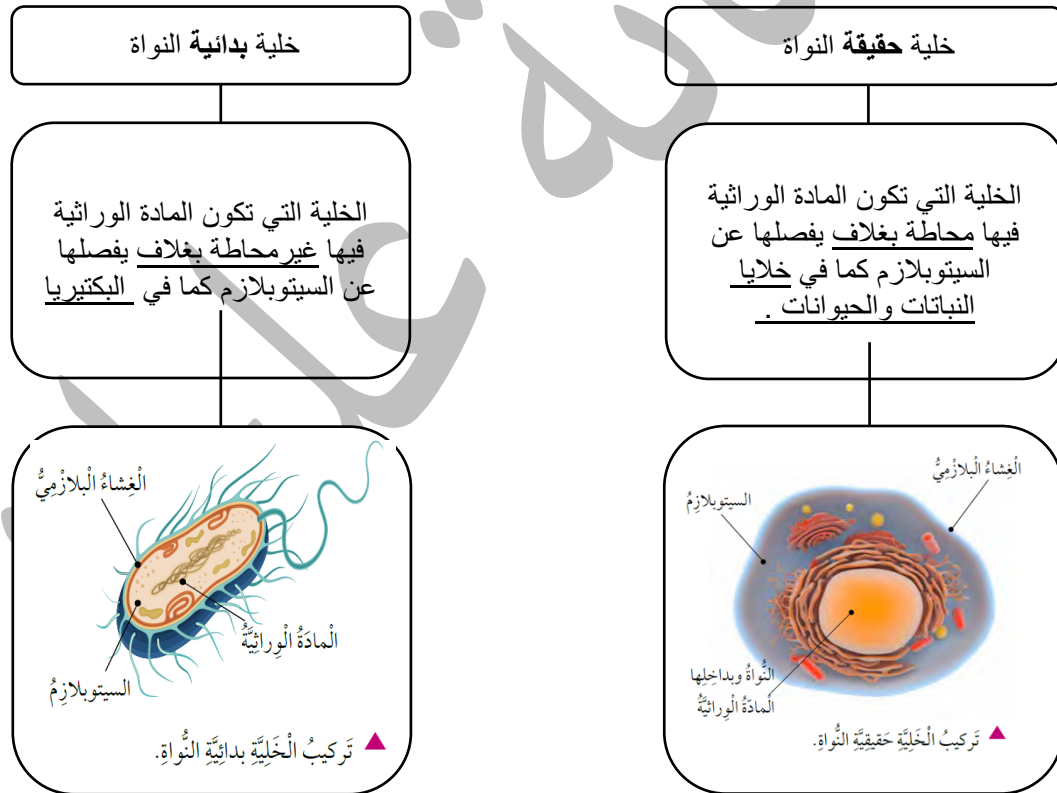 خلية حقيقة النواة
الخلية التي تكون المادة الوراثية
فيها محاطة بغلاف يفصلها عن
السيتوبلازم كما في خلايا
النباتات والحيوانات .
الْغِشاءُ الْبلازْمِيُّ
السيتوبلازِمُ
النُّواةُ وبداخِلِها
الْمادّةُ الْوراثيَّةُ
تَركيبُ الْخَلِيَّةِ حَقيقِيَّةِ النُّواةِ.
خلية بدائية النواة
الخلية التي تكون المادة الوراثية
فيها غيرمحاطة بغلاف يفصلها
عن السيتوبلازم كما في البكتيريا
الْغِشاءُ الْبلازْمِيُّ
الْمادَةُ الْوِراثِيَّةُ
السيتوبلازِمُ
تَركيبُ الْخَلِيَّةِ بدائِيَّةِ النُّواةِ.